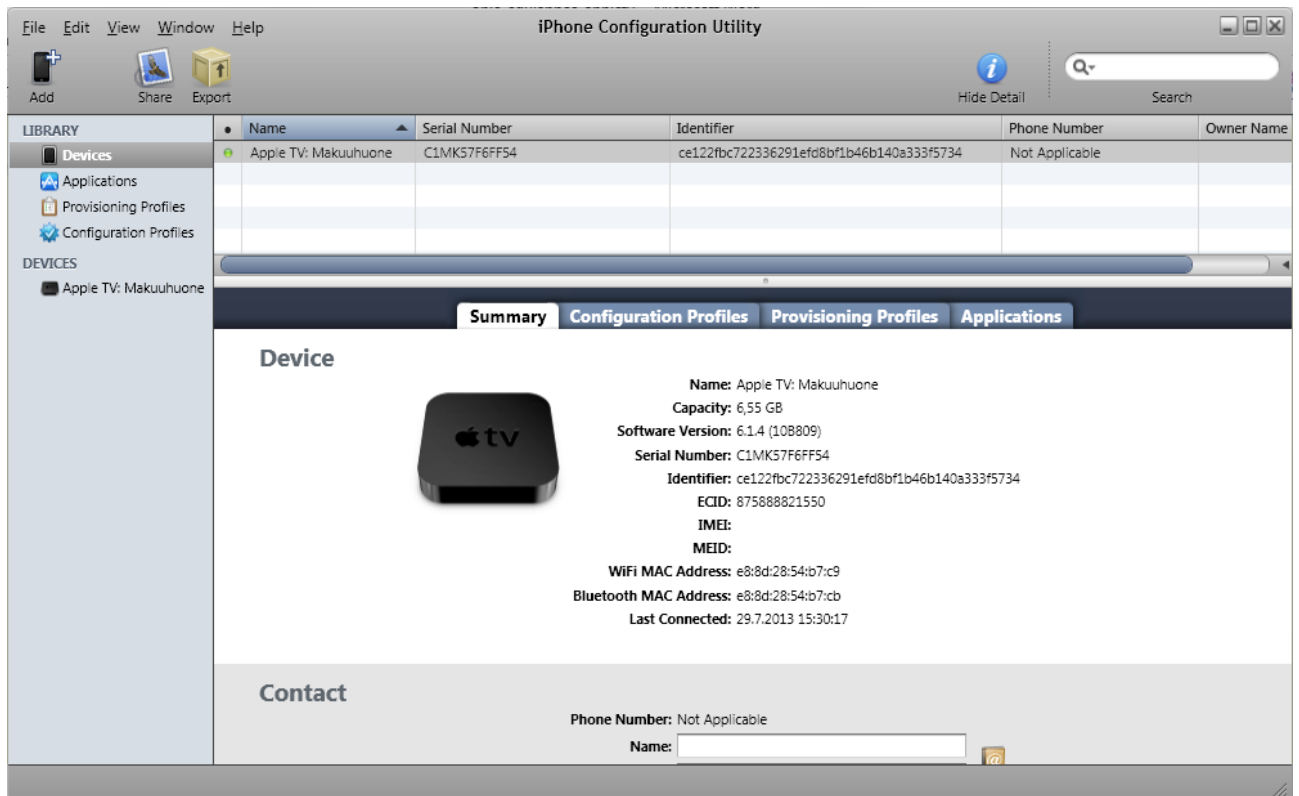 File Edit View Window Help
iPhone Configuration Utility
Add
Share
Export
Hide Detail
Search
LIBRARY
Devices
Applications
Provisioning Profiles
Configuration Profiles
DEVICES
Apple TV: Makuuhuone
Name Serial Number Identifier Phone Number Owner Name
Apple TV: Makuuhuone C1MK57F6FF54 ce122fbc722336291efd8bf1b46b140a333f5734 Not Applicable
Summary Configuration Profiles Provisioning Profiles Applications
Device
tv
Name: Apple TV: Makuuhuone
Capacity: 6,55 GB
Software Version: 6.1.4 (10B809)
Serial Number: C1MK57F6FF54
Identifier: ce122fbc722336291efd8bf1b46b140a333f5734
ECID: 875888821550
IMEI:
MEID:
WiFi MAC Address: e8:8d:28:54:b7:c9
Bluetooth MAC Address: e8:8d:28:54:b7:cb
Last Connected: 29.7.2013 15:30:17
Contact
Phone Number: Not Applicable
Name: